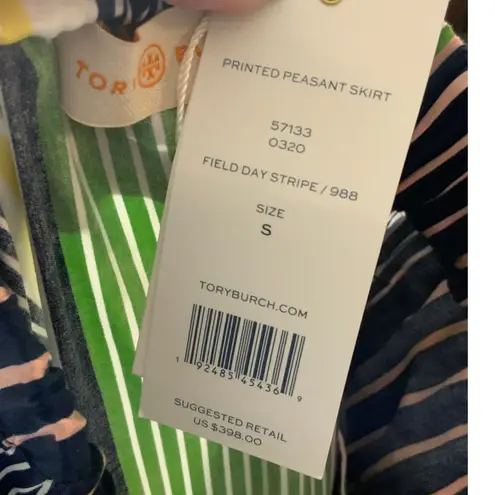 TOR
PRINTED PEASANT SKIRT
57133
0320
FIELD DAY STRIPE / 988
SIZE
S
TORYBURCH.COM
1 92485 45436 9
SUGGESTED RETAIL
US $398.00